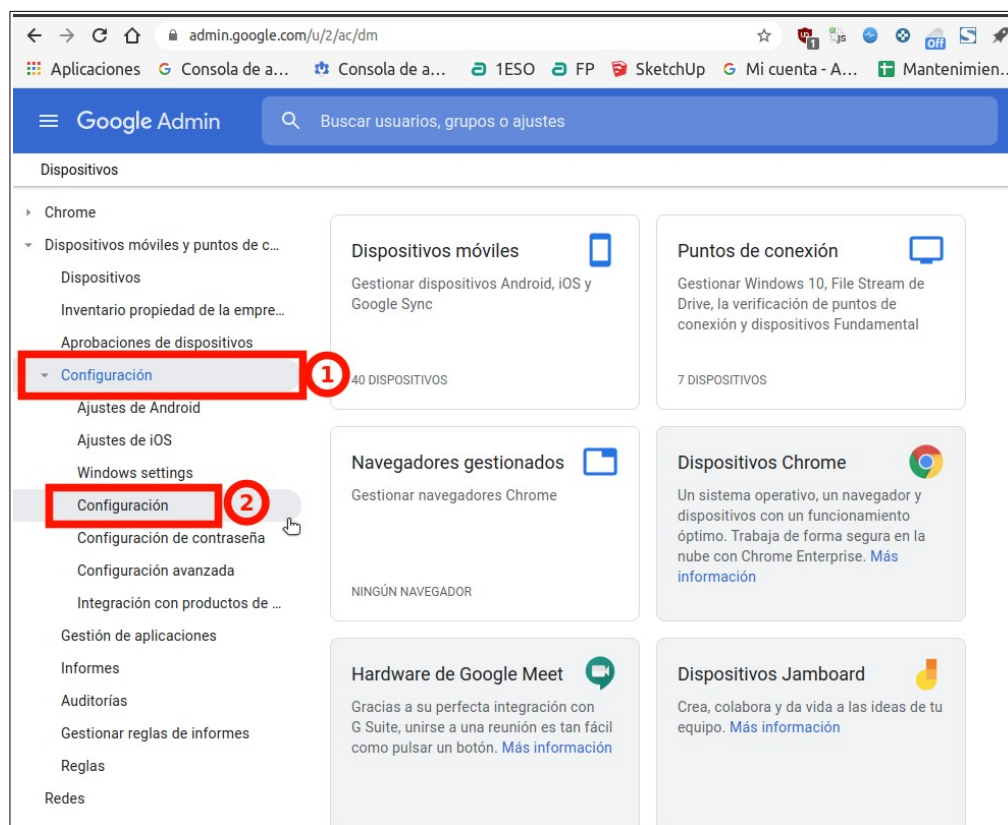 admin.google.com/u/2/ac/dm
1
js
Off
S
Aplicaciones G Consola de a... Consola de a... a 1ESO a FP SketchUp G Mi cuenta - A... Mantenimien...
Google Admin
Buscar usuarios, grupos o ajustes
Dispositivos
Chrome
Dispositivos móviles y puntos de c...
Dispositivos
Inventario propiedad de la empre...
Aprobaciones de dispositivos
Configuración
1
Ajustes de Android
Ajustes de iOS
Windows settings
Configuración
2
Configuración de contraseña
Configuración avanzada
Integración con productos de ...
Gestión de aplicaciones
Informes
Auditorías
Gestionar reglas de informes
Reglas
Redes
Dispositivos móviles
Gestionar dispositivos Android, iOS y
Google Sync
40 DISPOSITIVOS
Puntos de conexión
Gestionar Windows 10, File Stream de
Drive, la verificación de puntos de
conexión y dispositivos Fundamental
7 DISPOSITIVOS
Navegadores gestionados
Gestionar navegadores Chrome
NINGÚN NAVEGADOR
Dispositivos Chrome
Un sistema operativo, un navegador y
dispositivos con un funcionamiento
óptimo. Trabaja de forma segura en la
nube con Chrome Enterprise. Más
información
Hardware de Google Meet
Gracias a su perfecta integración con
G Suite, unirse a una reunión es tan fácil
como pulsar un botón. Más información
Dispositivos Jamboard
Crea, colabora y da vida a las ideas de tu
equipo. Más información